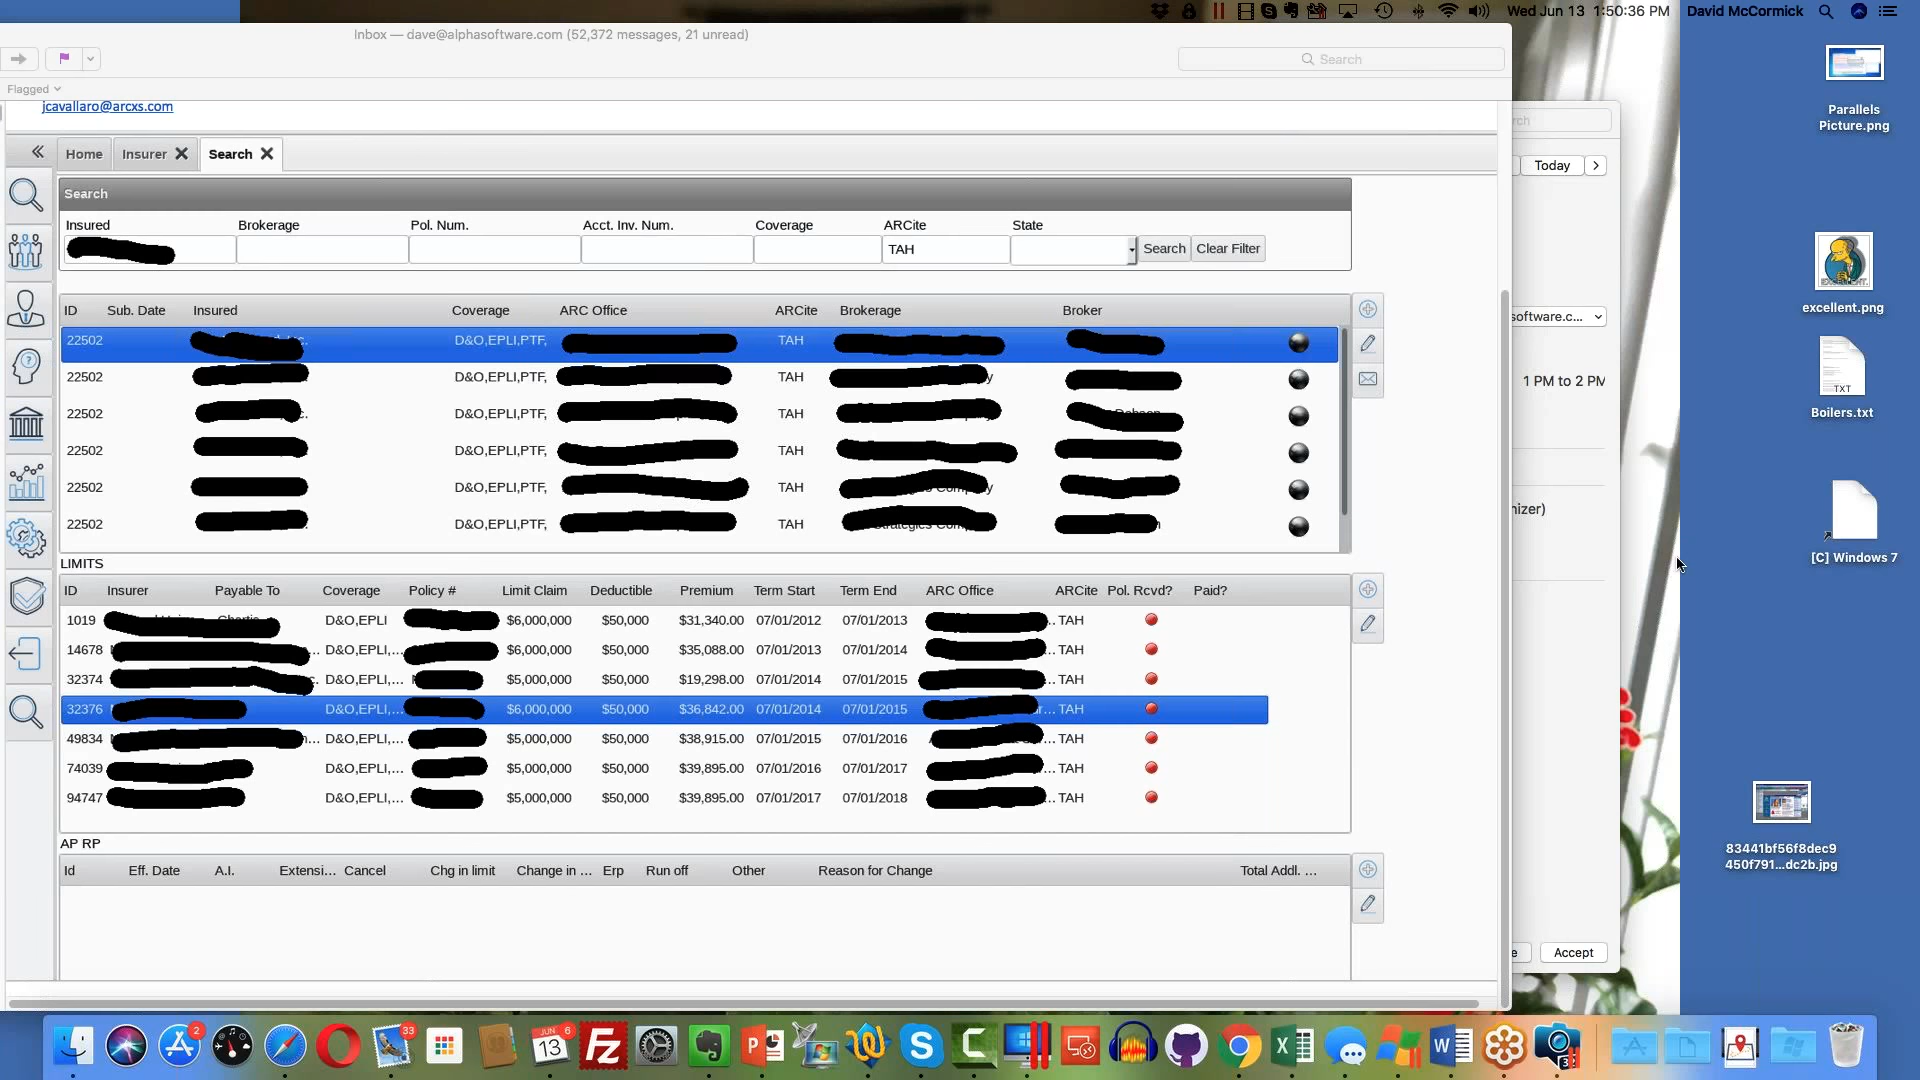 Wed Jun 13 1:50:36 PM David McCormick
Inbox — dave@alphasoftware.com (52,372 messages, 21 unread)
Search
Flagged
jcavallaro@arcxs.com
Home Insurer Search
Search
Insured Brokerage Pol. Num. Acct. Inv. Num. Coverage ARCite State
TAH Search Clear Filter
ID Sub. Date Insured Coverage ARC Office ARCite Brokerage Broker
22502 D&O,EPLI,PTF, TAH
22502 D&O,EPLI,PTF, TAH
22502 D&O,EPLI,PTF, TAH
22502 D&O,EPLI,PTF, TAH
22502 D&O,EPLI,PTF, TAH
22502 D&O,EPLI,PTF, TAH
LIMITS
ID Insurer Payable To Coverage Policy # Limit Claim Deductible Premium Term Start Term End ARC Office ARCite Pol. Rcvd? Paid?
1019 D&O,EPLI $6,000,000 $50,000 $31,340.00 07/01/2012 07/01/2013 ... TAH
14678 ... D&O,EPLI,... $6,000,000 $50,000 $35,088.00 07/01/2013 07/01/2014 ... TAH
32374 D&O,EPLI,... $5,000,000 $50,000 $19,298.00 07/01/2014 07/01/2015 ... TAH
32376 D&O,EPLI,... $6,000,000 $50,000 $36,842.00 07/01/2014 07/01/2015 ... TAH
49834 ... D&O,EPLI,... $5,000,000 $50,000 $38,915.00 07/01/2015 07/01/2016 ... TAH
74039 D&O,EPLI,... $5,000,000 $50,000 $39,895.00 07/01/2016 07/01/2017 ... TAH
94747 D&O,EPLI,... $5,000,000 $50,000 $39,895.00 07/01/2017 07/01/2018 ... TAH
AP RP
Id Eff. Date A.I. Extensi... Cancel Chg in limit Change in ... Erp Run off Other Reason for Change Total Addl. ...
Today
software.c...
1 PM to 2 PM
nizer)
Accept
Parallels
Picture.png
excellent.png
TXT
Boilers.txt
[C] Windows 7
83441bf56f8dec9
450f791...dc2b.jpg
2
33
JUN 6
13